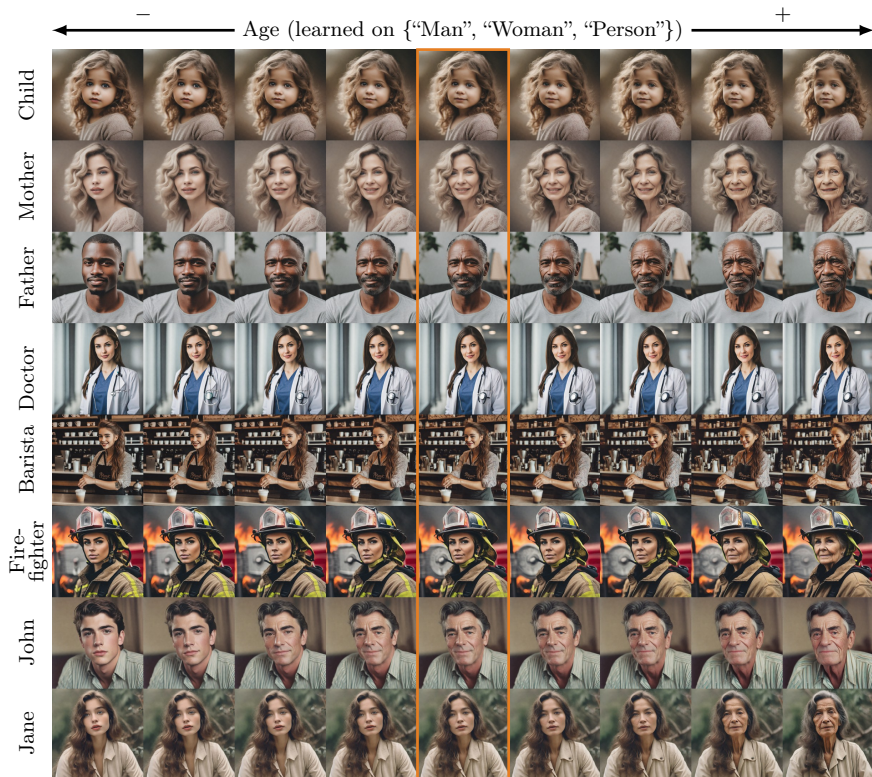 −
+
Age (learned on {“Man”, “Woman”, “Person”})
Child
Mother
Father
Doctor
Barista
Fire-
fighter
John
Jane